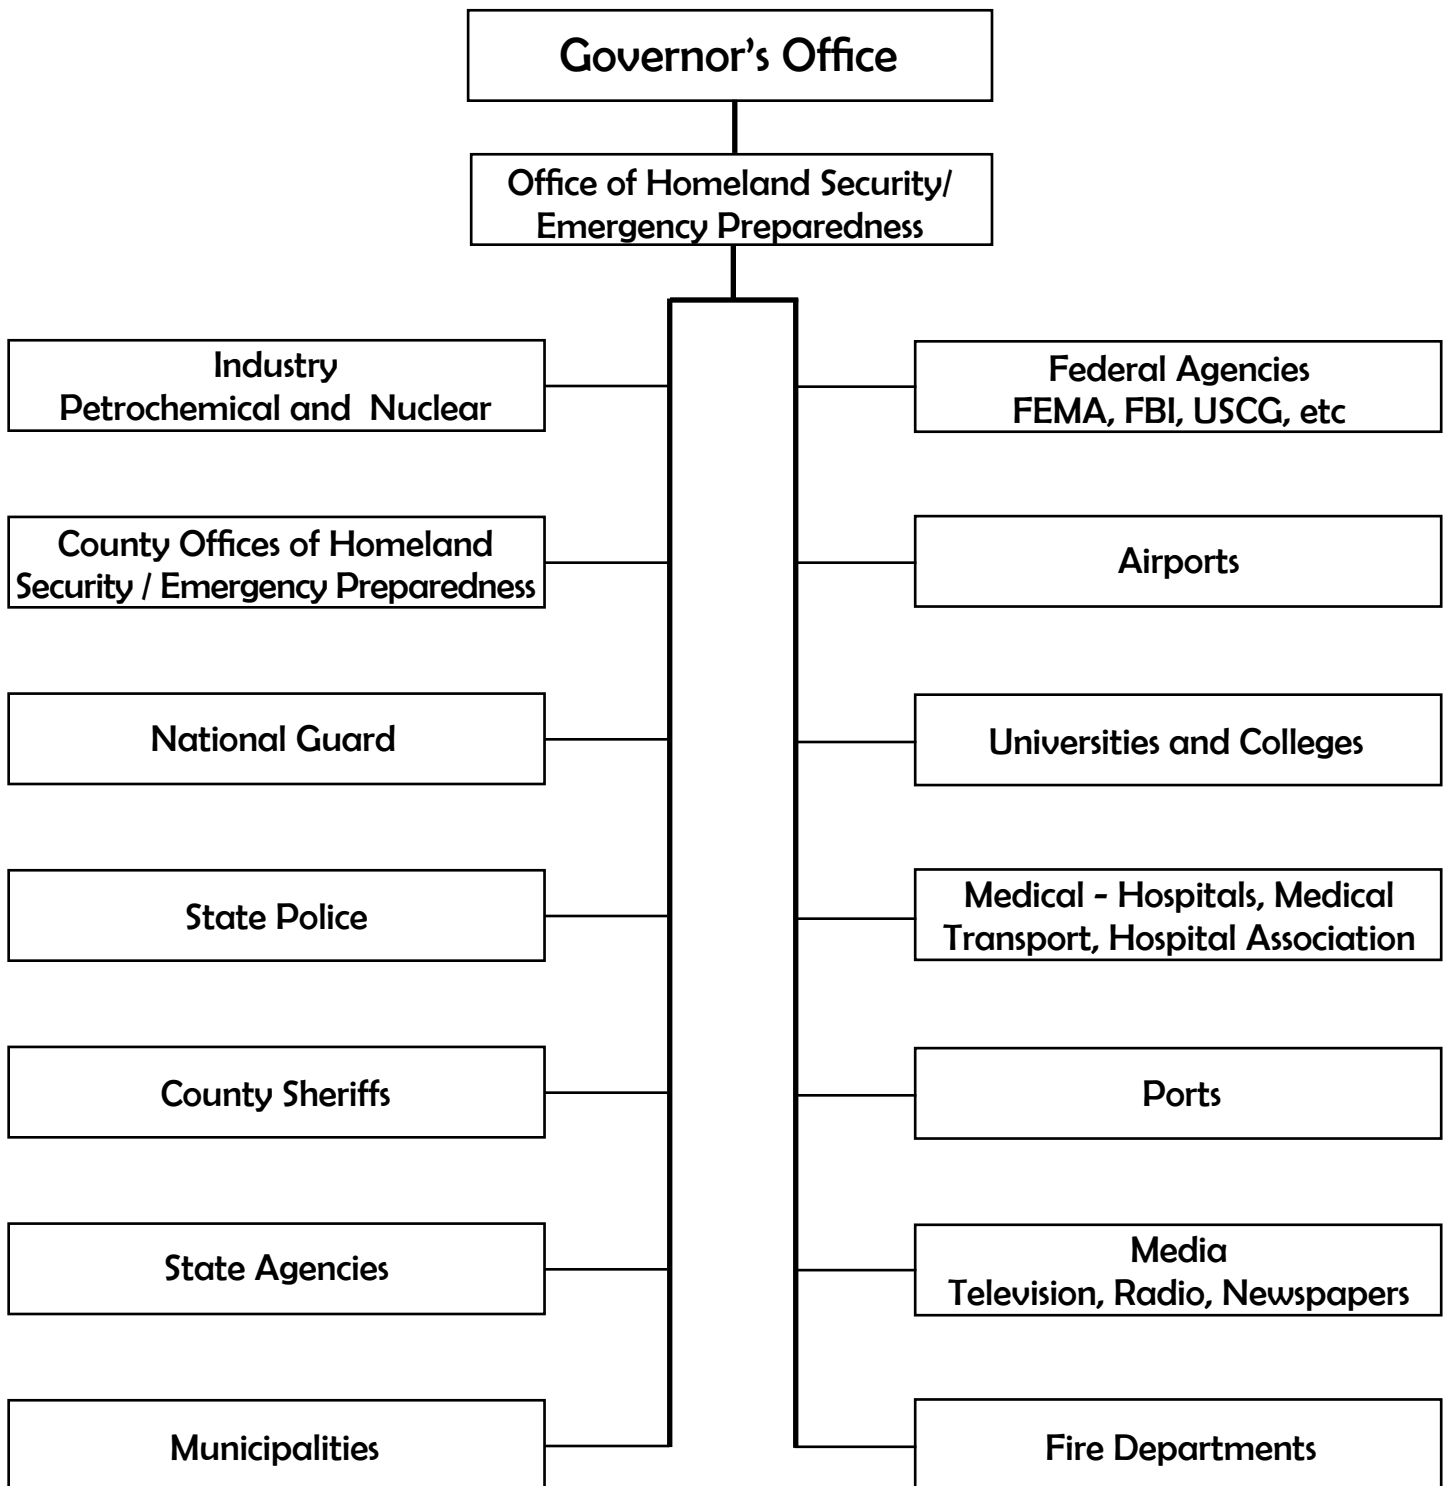 Governor's Office
Office of Homeland Security/
Emergency Preparedness
Industry
Petrochemical and Nuclear
Federal Agencies
FEMA, FBI, USCG, etc
County Offices of Homeland
Security / Emergency Preparedness
Airports
National Guard
Universities and Colleges
State Police
Medical - Hospitals, Medical
Transport, Hospital Association
County Sheriffs
Ports
State Agencies
Media
Television, Radio, Newspapers
Municipalities
Fire Departments